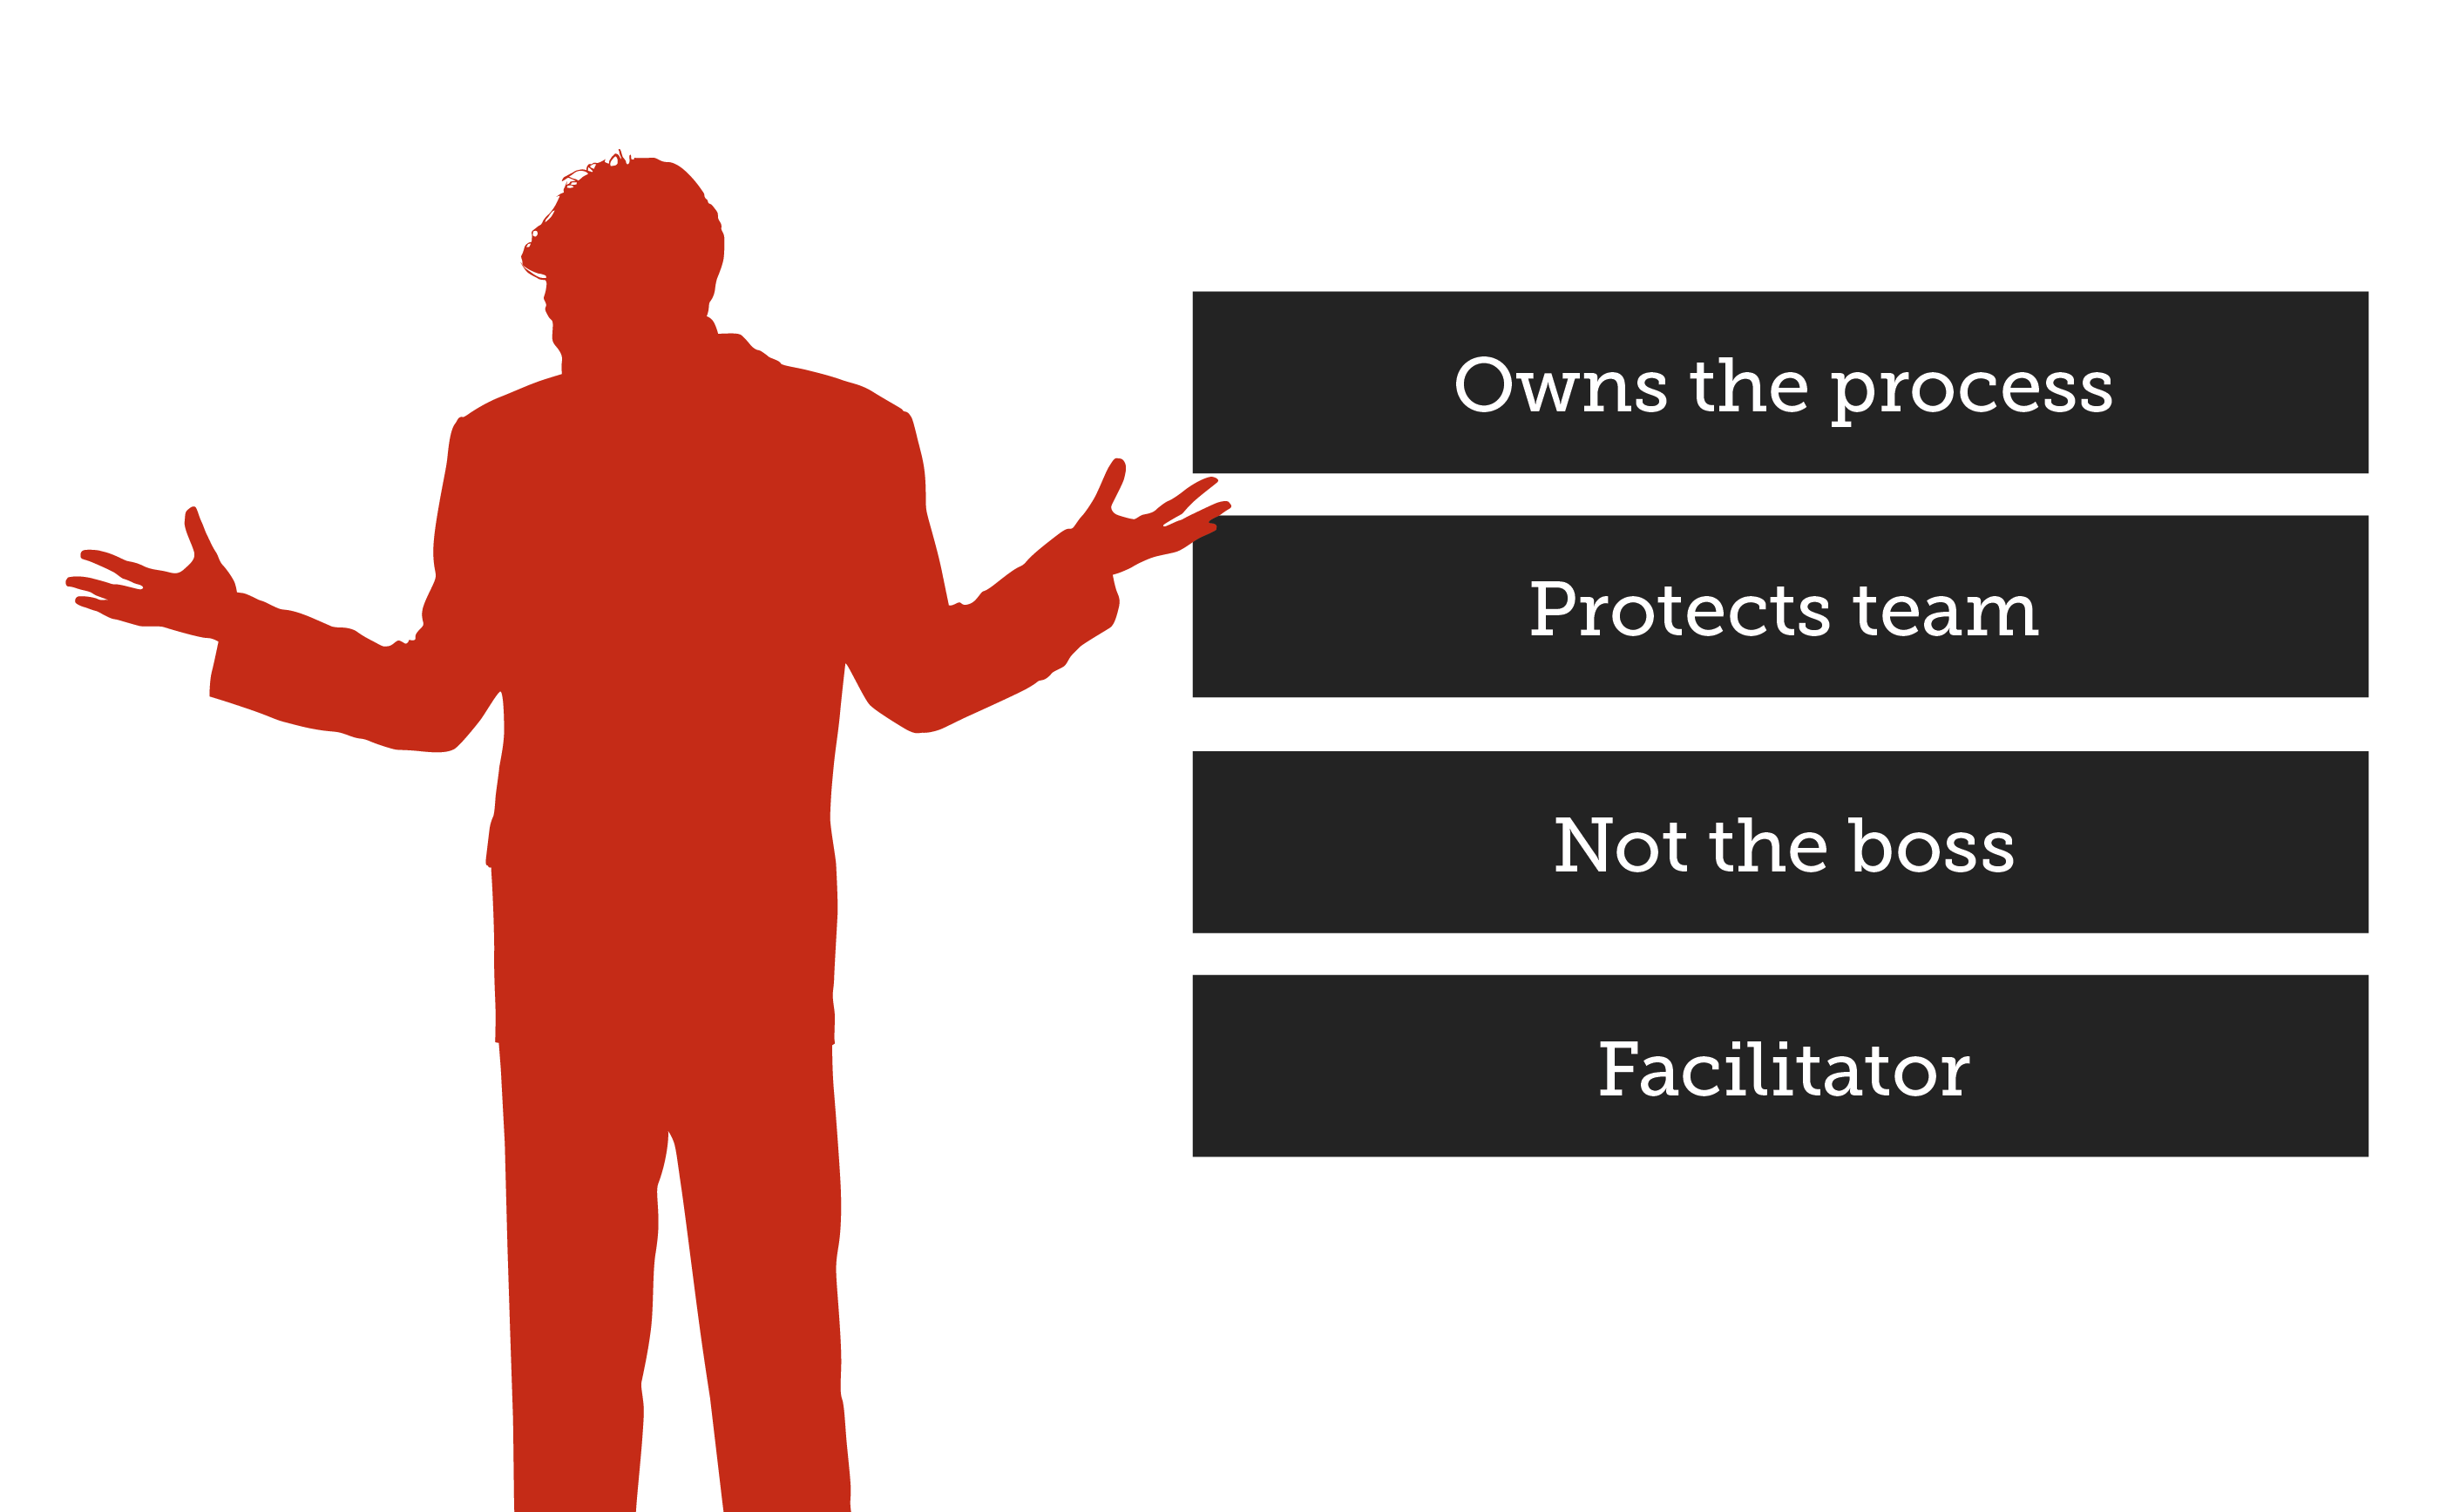 Owns the process
Protects team
Not the boss
Facilitator